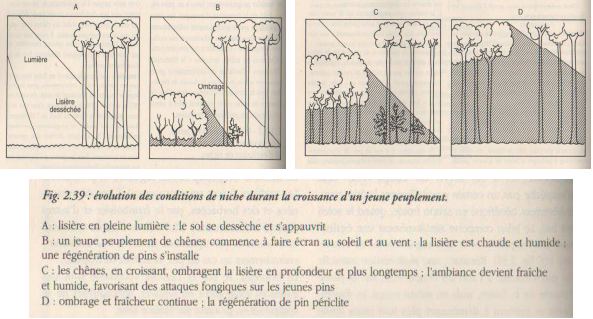 A
B
C
D
Lumière
Lisière
desséchée
Ombrage
Fig. 2.39 : évolution des conditions de niche durant la croissance d'un jeune peuplement.
A : lisière en pleine lumière : le sol se dessèche et s'appauvrit
B : un jeune peuplement de chênes commence à faire écran au soleil et au vent : la lisière est chaude et humide ;
une régénération de pins s'installe
C : les chênes, en croissant, ombragent la lisière en profondeur et plus longtemps ; l'ambiance devient fraîche
et humide, favorisant des attaques fongiques sur les jeunes pins
D : ombrage et fraîcheur continue ; la régénération de pin périclite